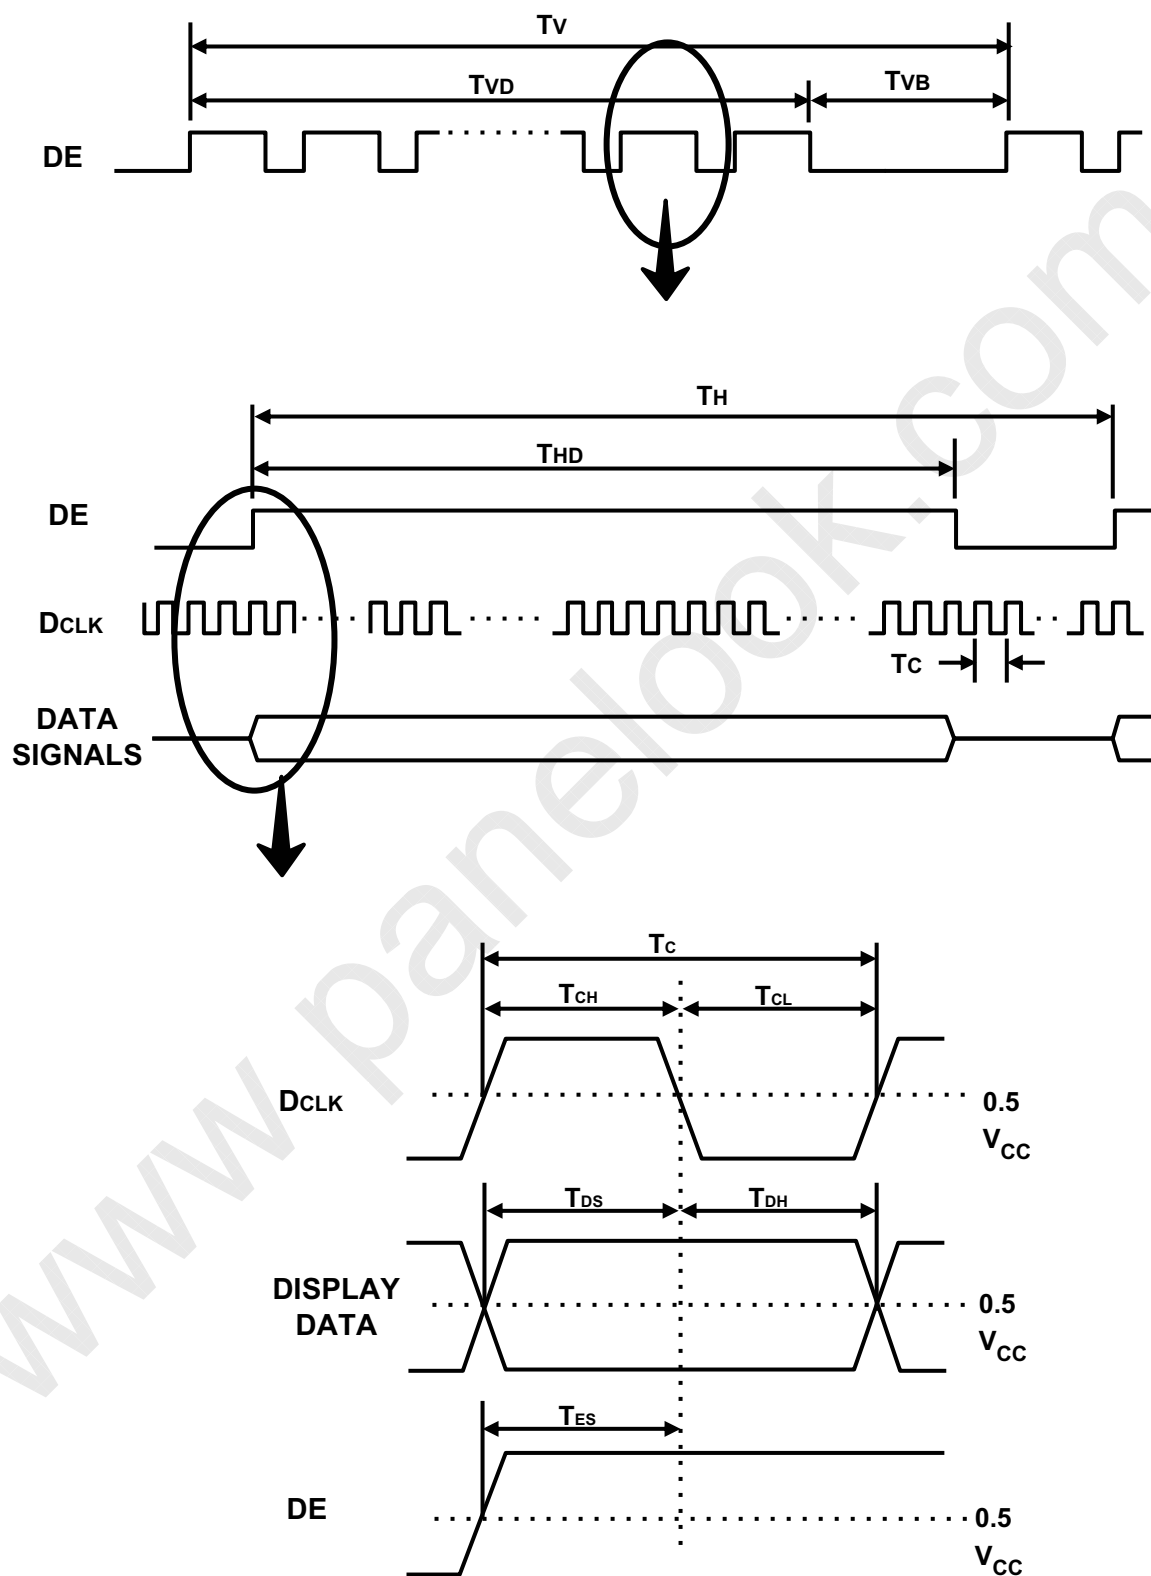 TV
TVD
TVB
DE
TH
THD
DE
DCLK
TC
DATA
SIGNALS
TC
TCH
TCL
DCLK
0.5
VCC
TDS
TDH
DISPLAY
DATA
0.5
VCC
TES
DE
0.5
VCC
www.panelook.com